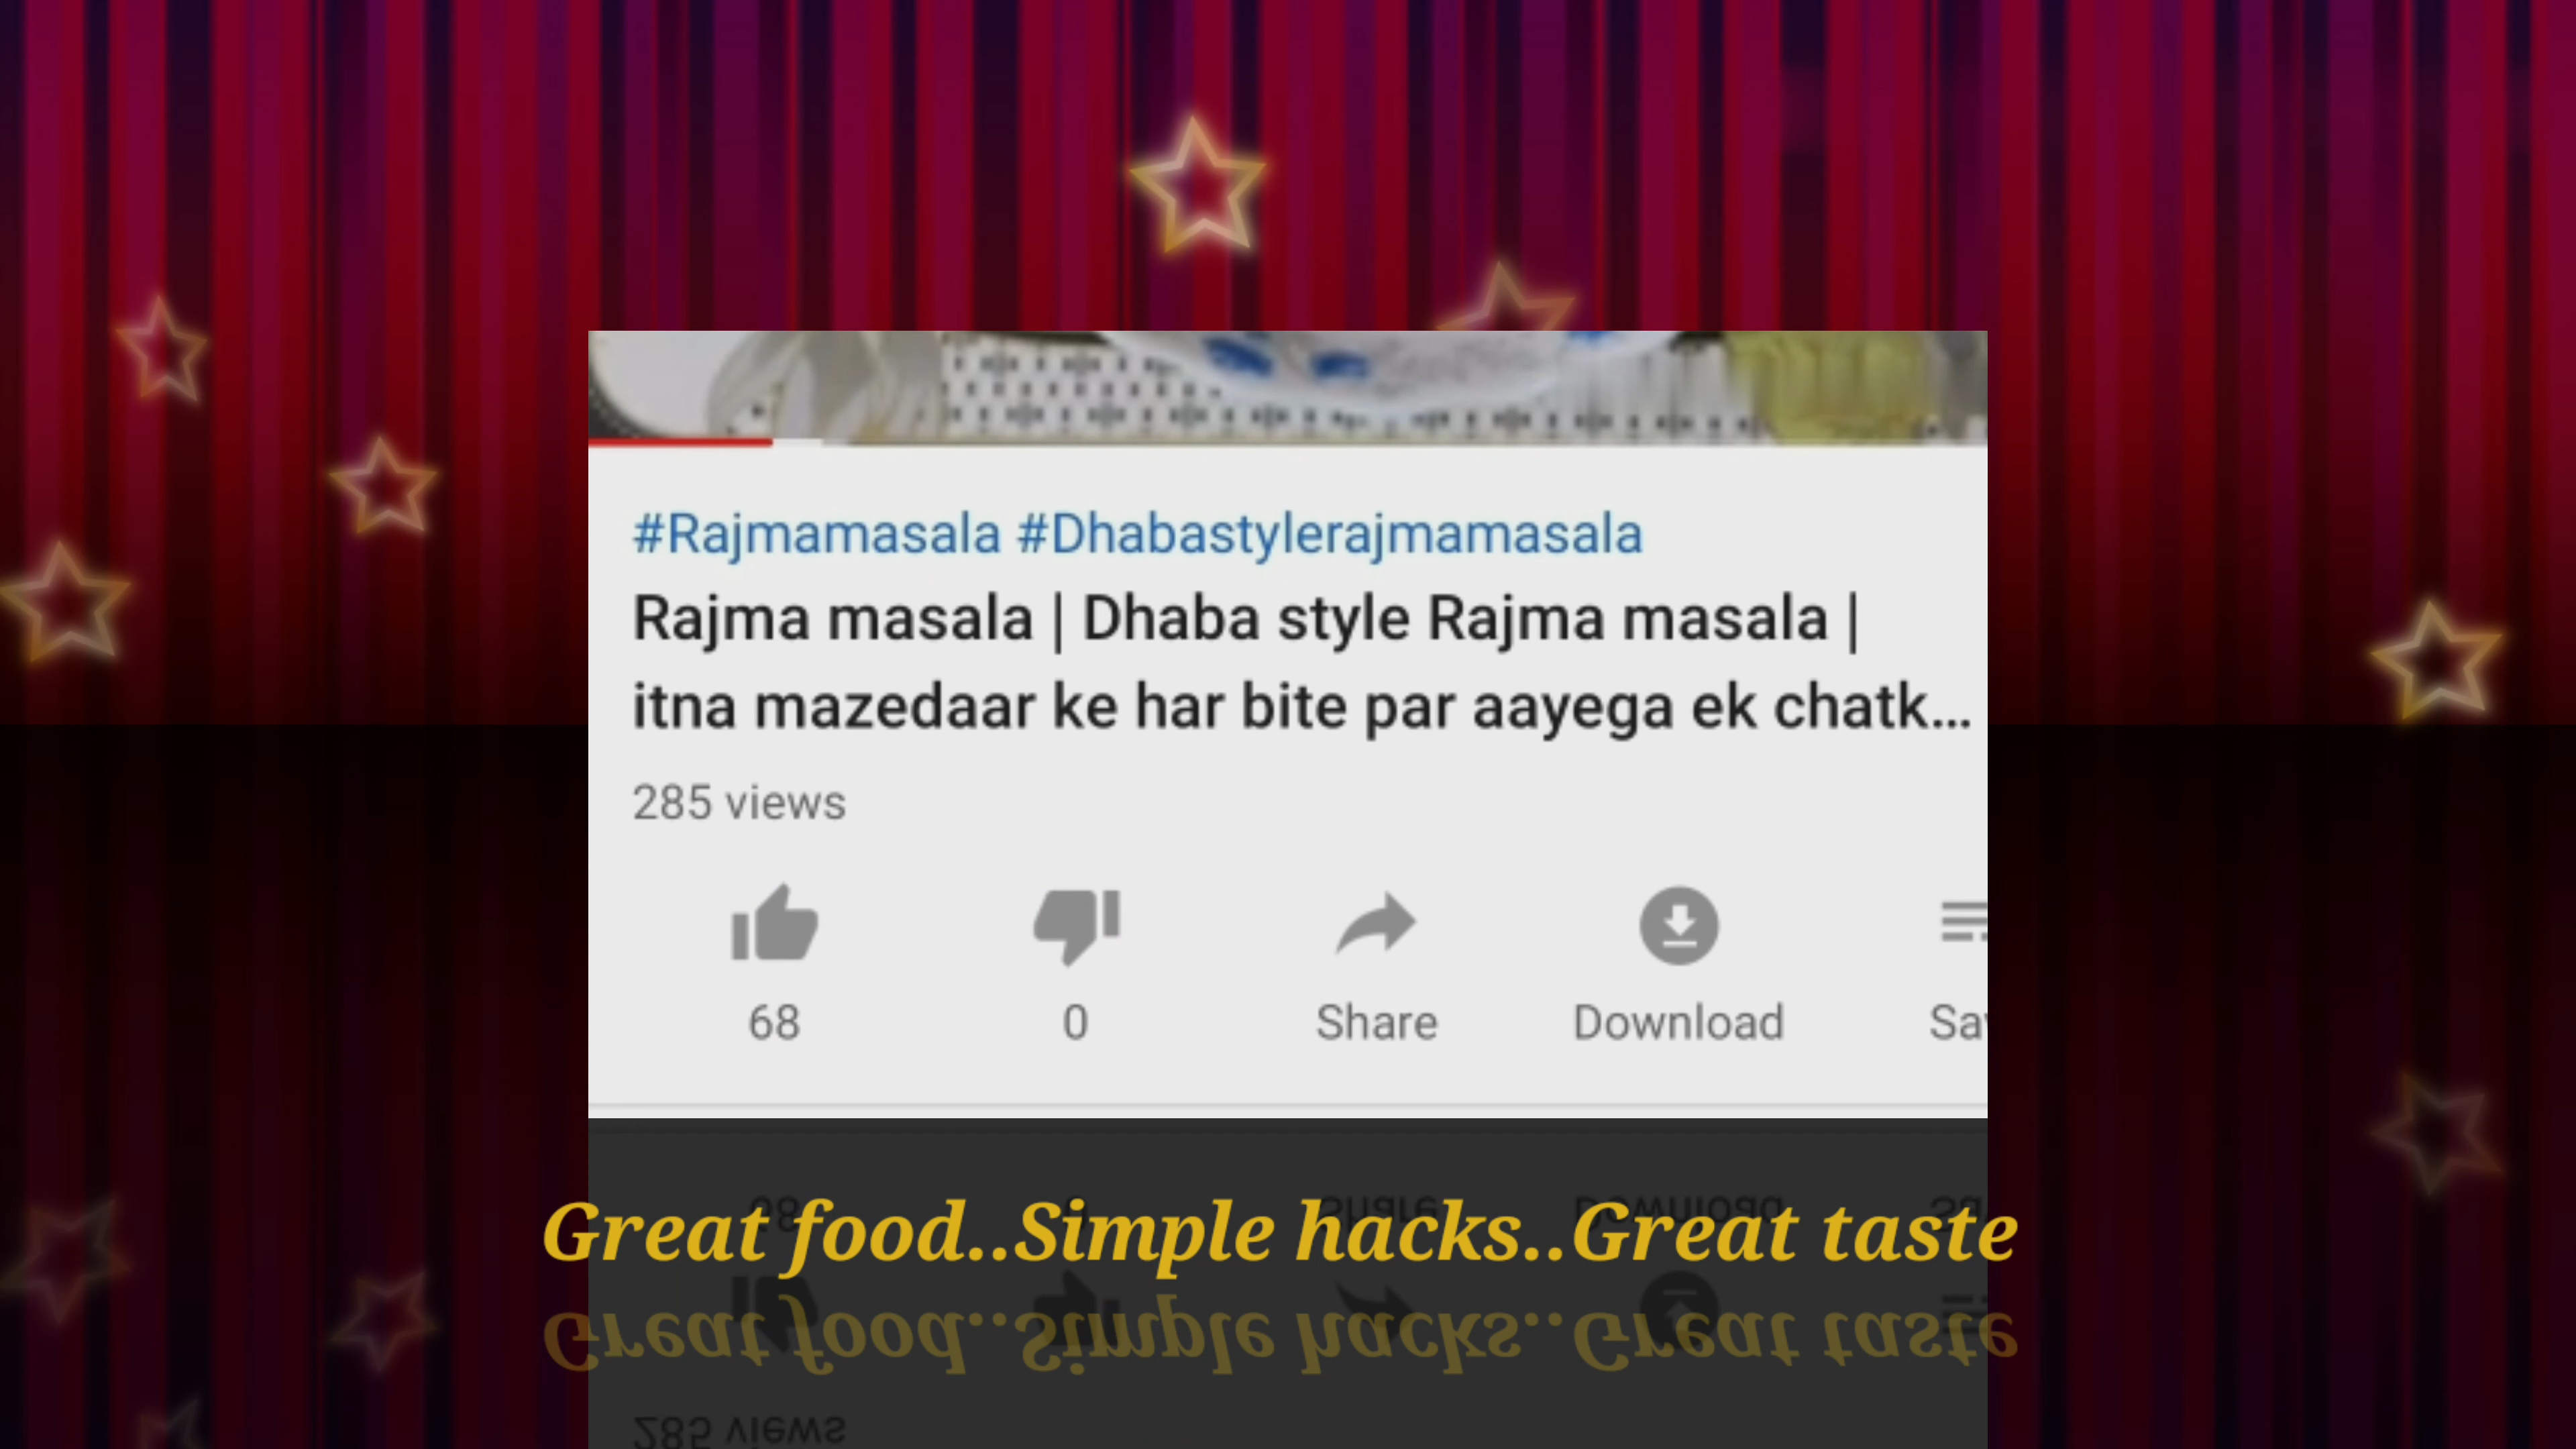 #Rajmamasala #Dhabastylerajmamasala
Rajma masala | Dhaba style Rajma masala |
itna mazedaar ke har bite par aayega ek chatk...
285 views
68 0 Share Download Sav
Great food..Simple hacks..Great taste